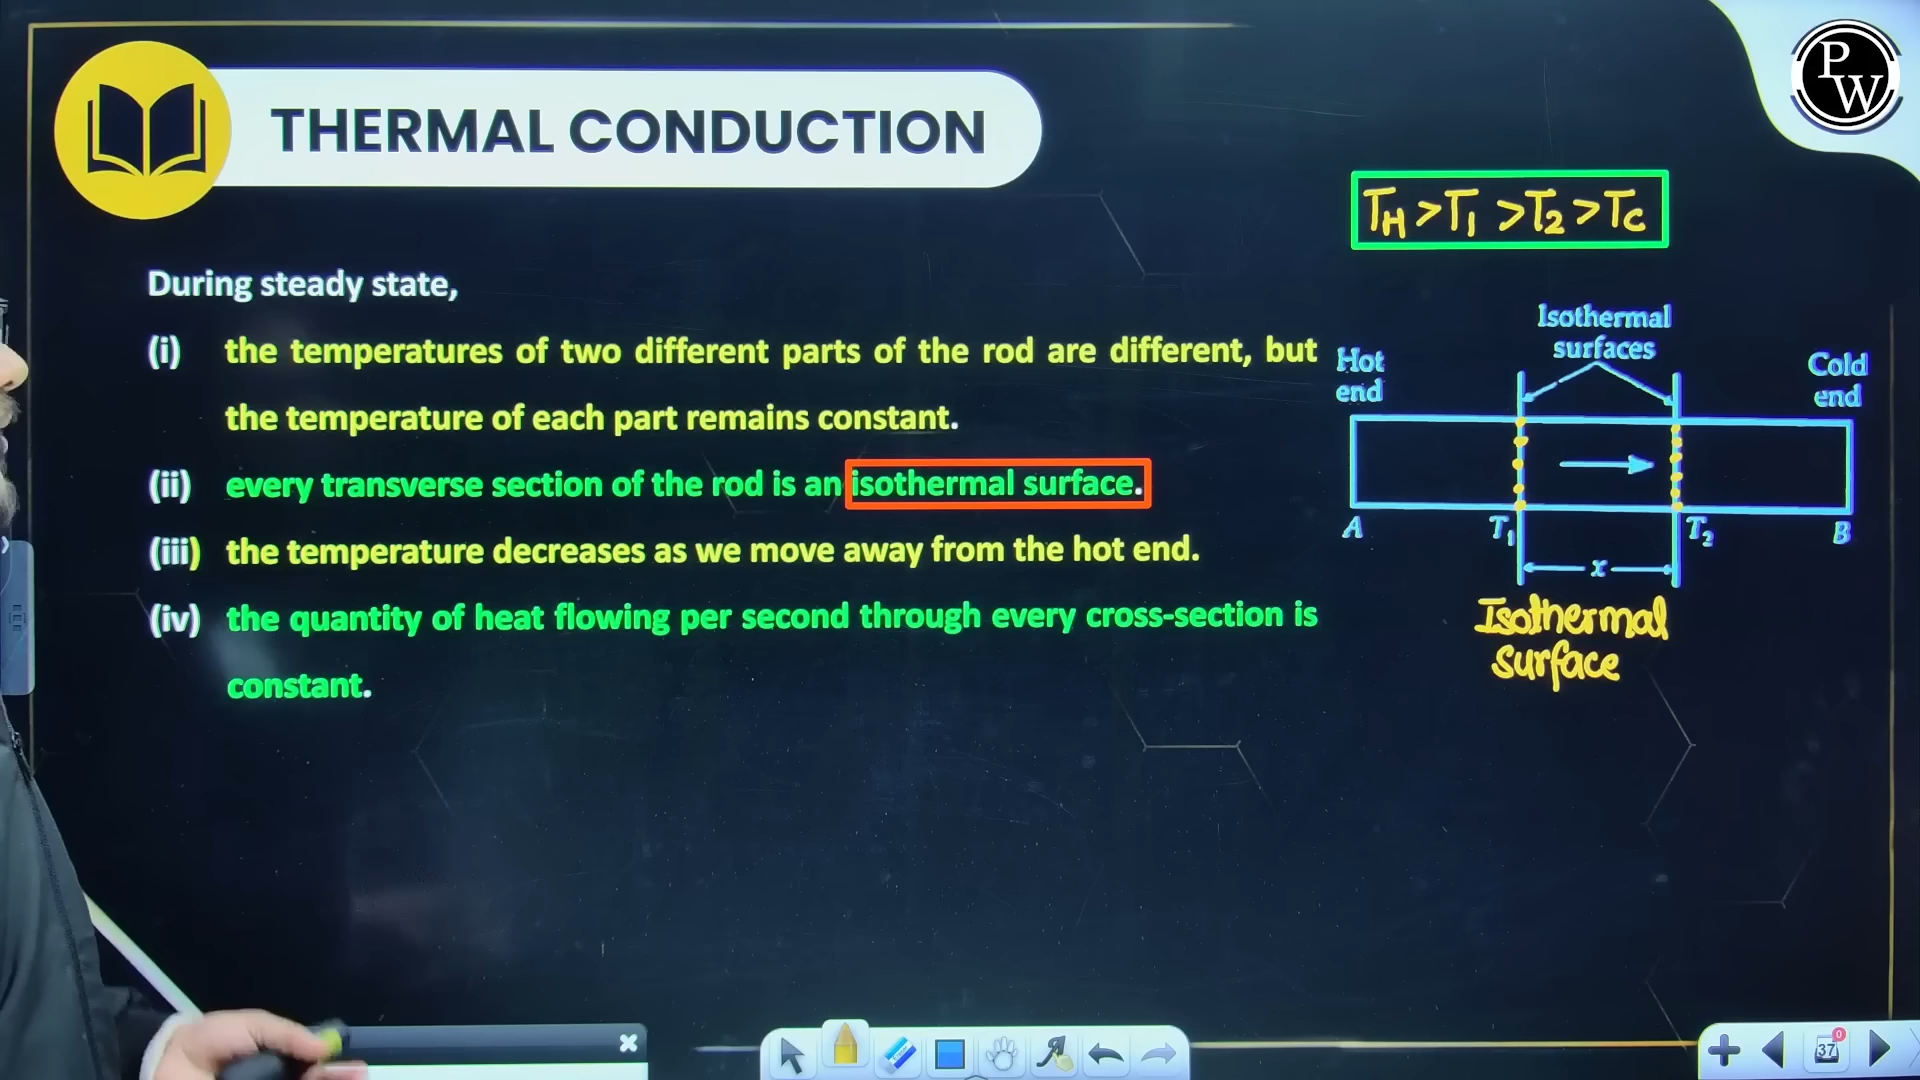 P
W
THERMAL CONDUCTION
TH > T1 > T2 > TC
During steady state,
(i) the temperatures of two different parts of the rod are different, but
the temperature of each part remains constant.
(ii) every transverse section of the rod is an isothermal surface.
(iii) the temperature decreases as we move away from the hot end.
(iv) the quantity of heat flowing per second through every cross-section is
constant.
Isothermal
surfaces
Hot
end
Cold
end
A T1 T2 B
x
Isothermal
Surface
37
0